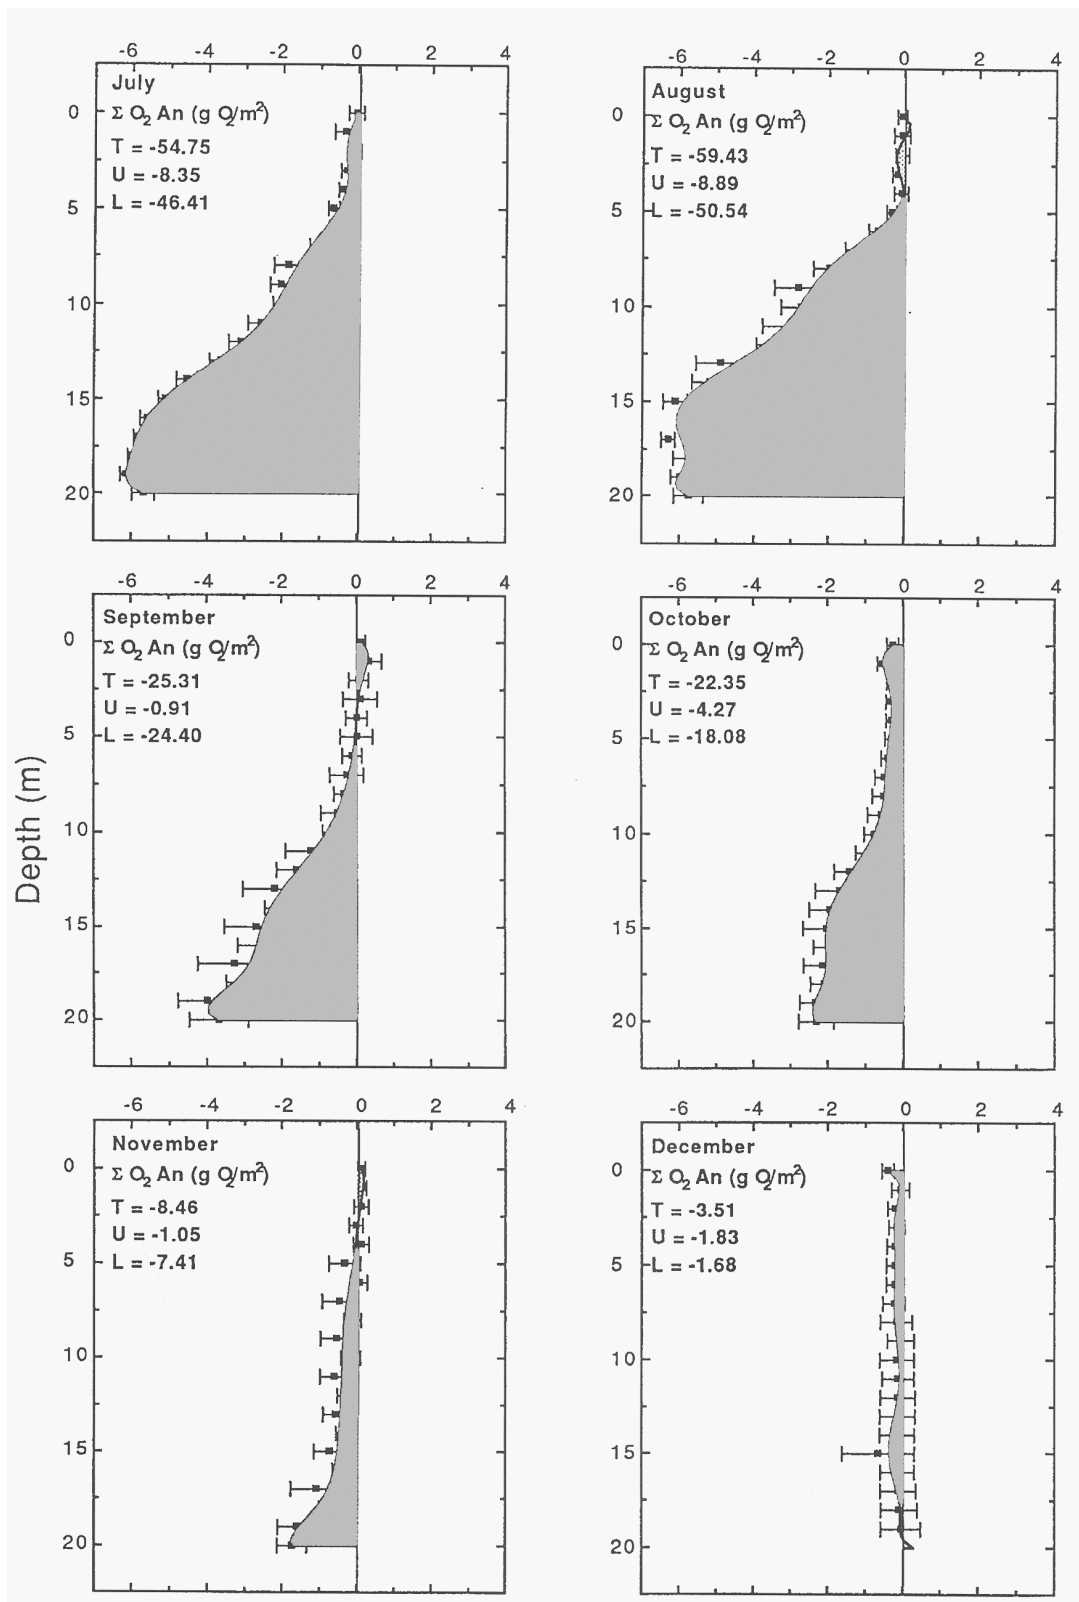 -6 -4 -2 0 2 4
July
Σ O₂ An (g O₂/m²)
T = -54.75
U = -8.35
L = -46.41
0
5
10
15
20
-6 -4 -2 0 2 4
August
Σ O₂ An (g O₂/m²)
T = -59.43
U = -8.89
L = -50.54
0
5
10
15
20
-6 -4 -2 0 2 4
September
Σ O₂ An (g O₂/m²)
T = -25.31
U = -0.91
L = -24.40
0
5
10
15
20
Depth (m)
-6 -4 -2 0 2 4
October
Σ O₂ An (g O₂/m²)
T = -22.35
U = -4.27
L = -18.08
0
5
10
15
20
-6 -4 -2 0 2 4
November
Σ O₂ An (g O₂/m²)
T = -8.46
U = -1.05
L = -7.41
0
5
10
15
20
-6 -4 -2 0 2 4
December
Σ O₂ An (g O₂/m²)
T = -3.51
U = -1.83
L = -1.68
0
5
10
15
20